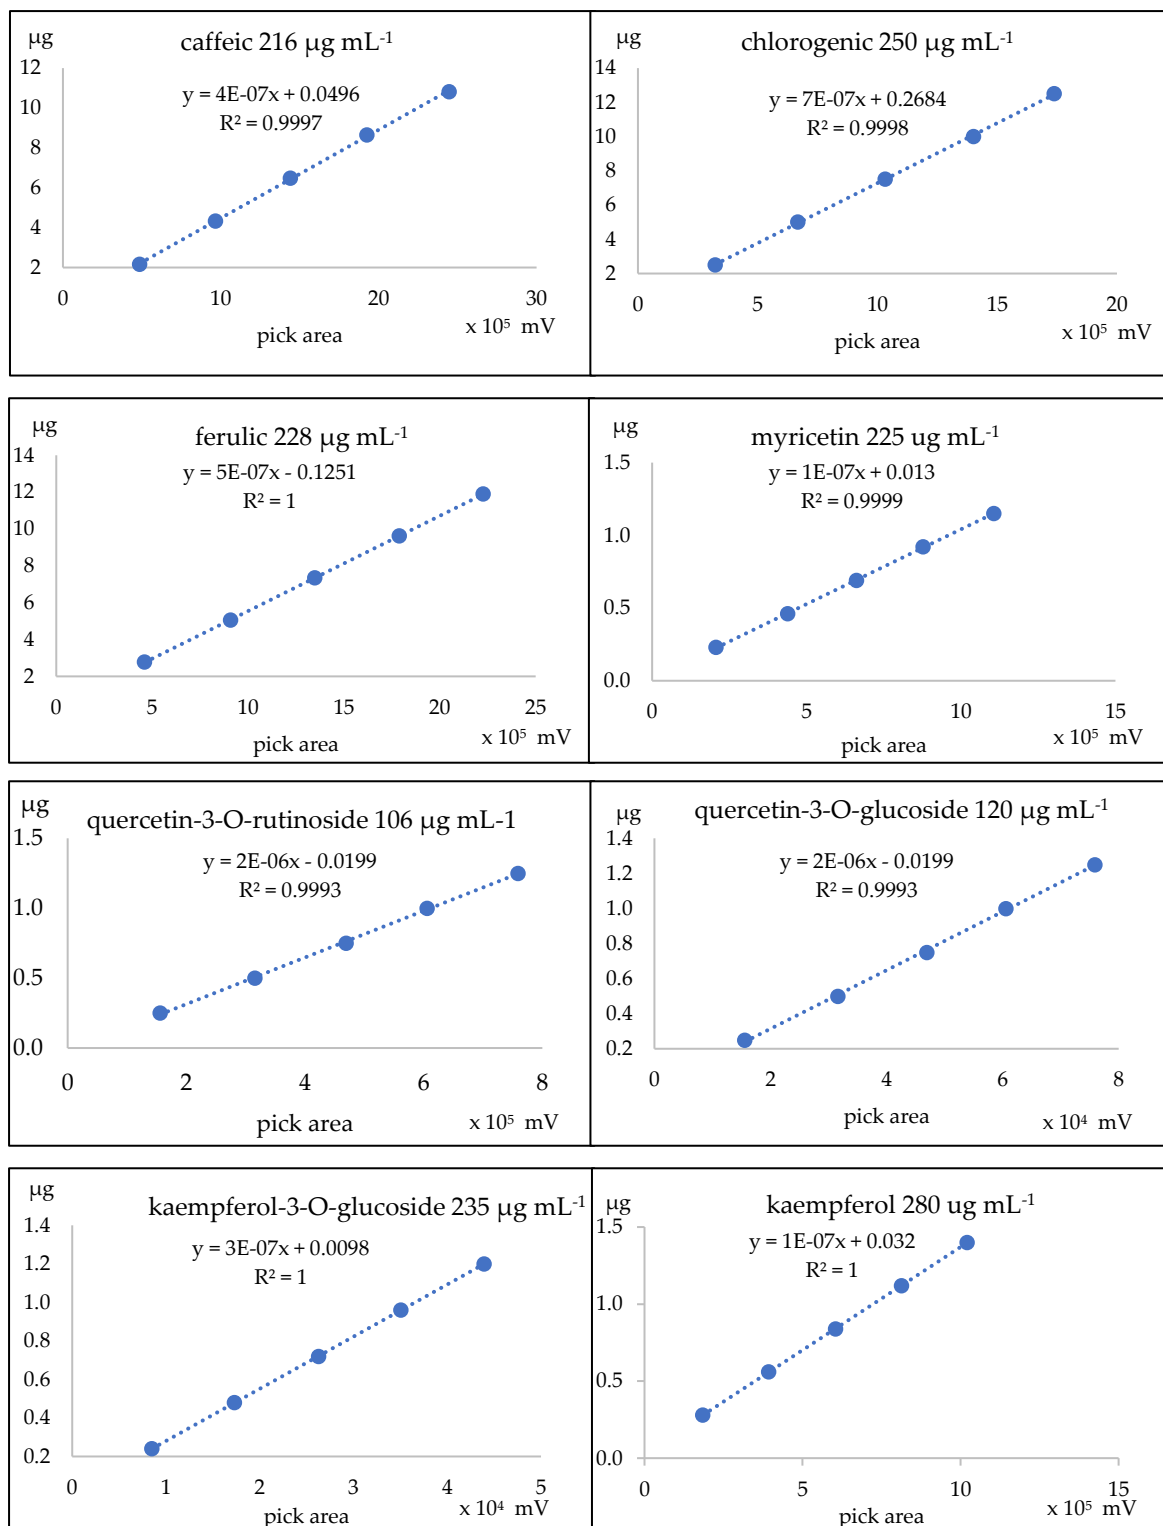 µg
caffeic 216 µg mL-1
y = 4E-07x + 0.0496
R² = 0.9997
12
10
8
6
4
2
0 10 20 30
x 10⁵ mV
pick area
µg
chlorogenic 250 µg mL-1
y = 7E-07x + 0.2684
R² = 0.9998
14
12
10
8
6
4
2
0 5 10 15 20
x 10⁵ mV
pick area
µg
ferulic 228 µg mL-1
y = 5E-07x - 0.1251
R² = 1
14
12
10
8
6
4
2
0 5 10 15 20 25
x 10⁵ mV
pick area
µg
myricetin 225 ug mL-1
y = 1E-07x + 0.013
R² = 0.9999
1.5
1.0
0.5
0.0
0 5 10 15
x 10⁵ mV
pick area
µg
quercetin-3-O-rutinoside 106 µg mL-1
y = 2E-06x - 0.0199
R² = 0.9993
1.5
1.0
0.5
0.0
0 2 4 6 8
pick area
x 10⁵ mV
µg
quercetin-3-O-glucoside 120 µg mL-1
y = 2E-06x - 0.0199
R² = 0.9993
1.4
1.2
1.0
0.8
0.6
0.4
0.2
0 2 4 6 8
pick area
x 10⁴ mV
µg
kaempferol-3-O-glucoside 235 µg mL-1
y = 3E-07x + 0.0098
R² = 1
1.4
1.2
1.0
0.8
0.6
0.4
0.2
0 1 2 3 4 5
x 10⁴ mV
pick area
µg
kaempferol 280 ug mL-1
y = 1E-07x + 0.032
R² = 1
1.5
1.0
0.5
0.0
0 5 10 15
x 10⁵ mV
pick area